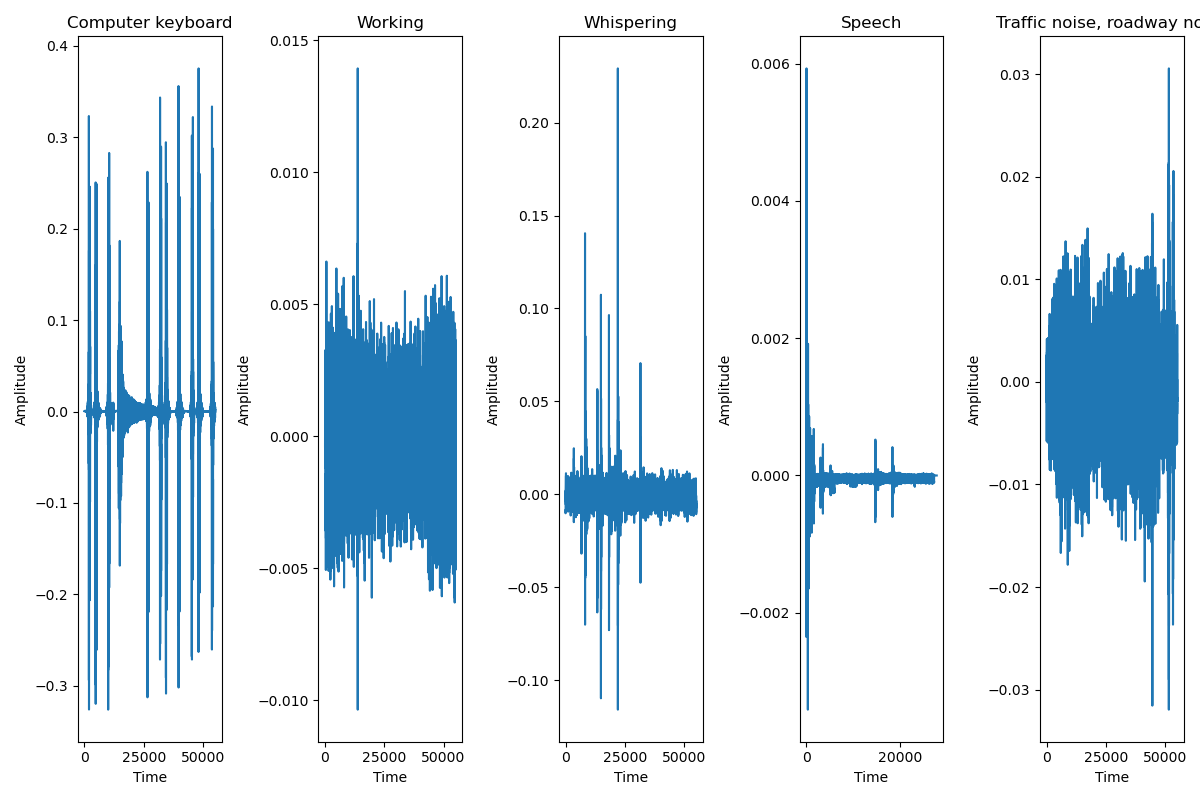 Computer keyboard
0.4
0.3
0.2
0.1
0.0
−0.1
−0.2
−0.3
Amplitude
0 25000 50000
Time
Working
0.015
0.010
0.005
0.000
−0.005
−0.010
Amplitude
0 25000 50000
Time
Whispering
0.20
0.15
0.10
0.05
0.00
−0.05
−0.10
Amplitude
0 25000 50000
Time
Speech
0.006
0.004
0.002
0.000
−0.002
Amplitude
0 20000
Time
Traffic noise, roadway no
0.03
0.02
0.01
0.00
−0.01
−0.02
−0.03
Amplitude
0 25000 50000
Time